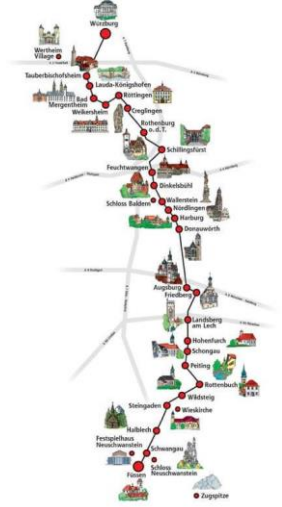 Würzburg
Wertheim
Village
Tauberbischofsheim
Lauda-Königshofen
Bad
Mergentheim
Röttingen
Weikersheim
Creglingen
Rothenburg
o.d.T.
Schillingsfürst
Feuchtwangen
Dinkelsbühl
Schloss Baldern
Wallerstein
Nördlingen
Harburg
Donauwörth
Augsburg
Friedberg
Landsberg
am Lech
Hohenfurch
Schongau
Peiting
Rottenbuch
Wildsteig
Steingaden
Wieskirche
Halblech
Festspielhaus
Neuschwanstein
Schwangau
Schloss
Neuschwanstein
Füssen
Zugspitze